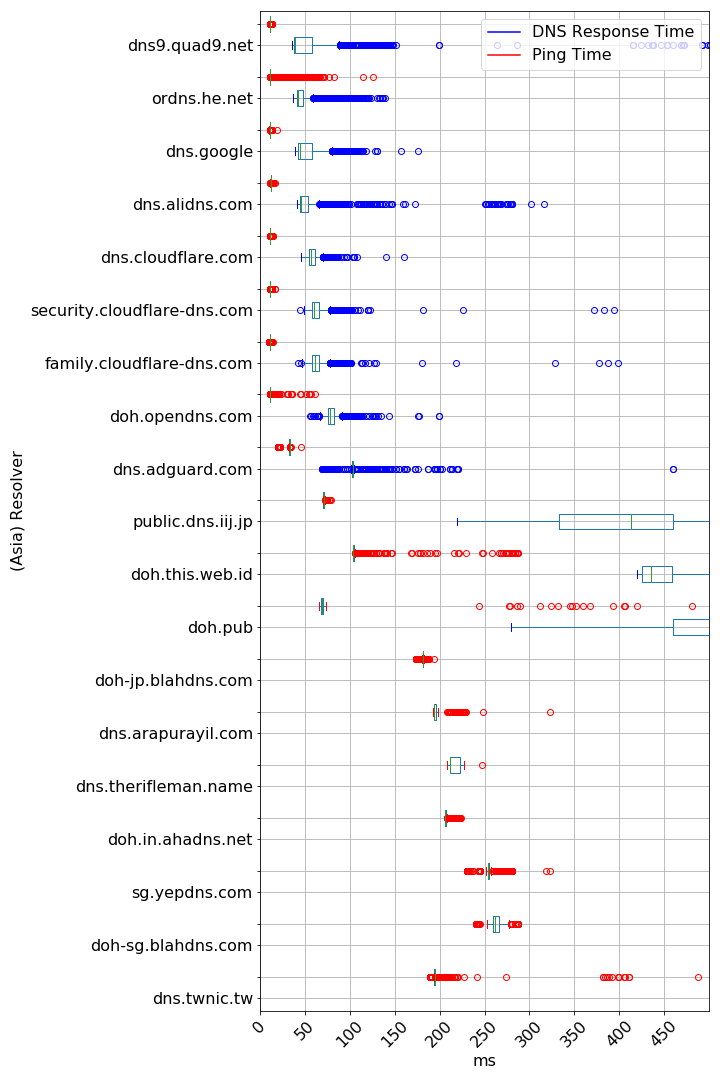 DNS Response Time
Ping Time
dns9.quad9.net
ordns.he.net
dns.google
dns.alidns.com
dns.cloudflare.com
security.cloudflare-dns.com
family.cloudflare-dns.com
doh.opendns.com
dns.adguard.com
public.dns.iij.jp
doh.this.web.id
doh.pub
doh-jp.blahdns.com
dns.arapurayil.com
dns.therifleman.name
doh.in.ahadns.net
sg.yepdns.com
doh-sg.blahdns.com
dns.twnic.tw
(Asia) Resolver
0 50 100 150 200 250 300 350 400 450
ms